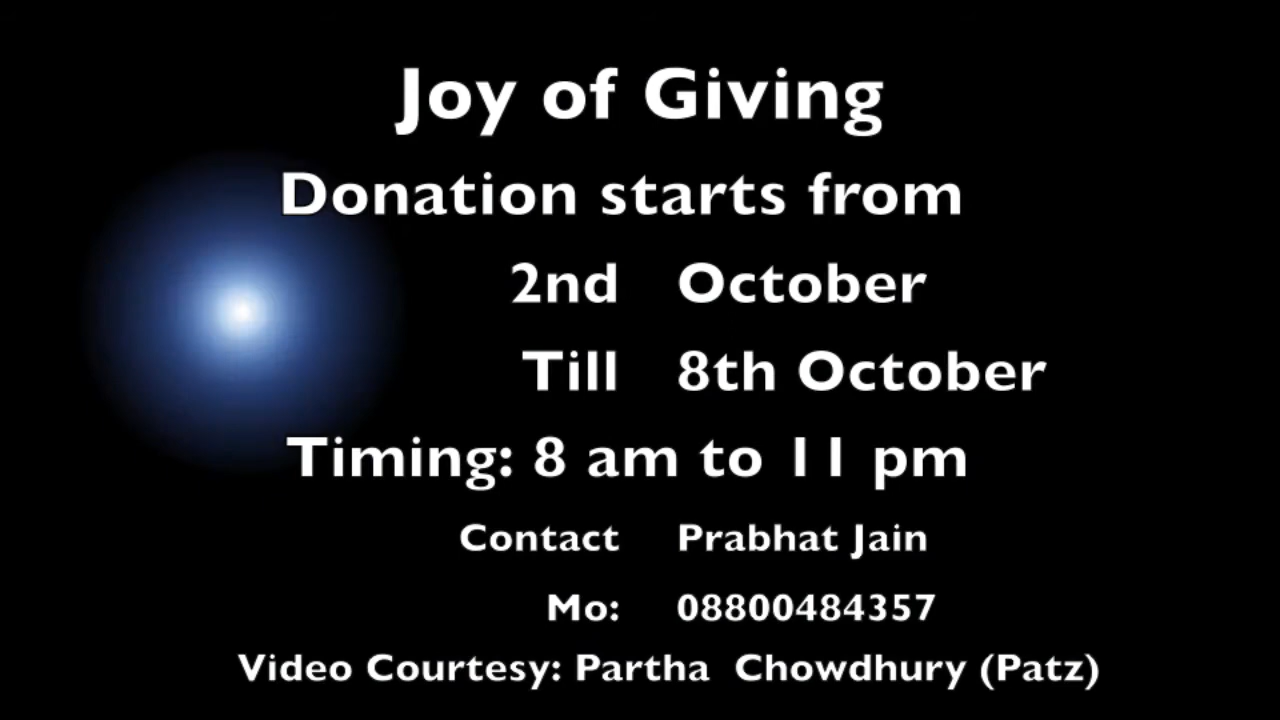 Joy of Giving
Donation starts from
2nd October
Till 8th October
Timing: 8 am to 11 pm
Contact Prabhat Jain
Mo: 08800484357
Video Courtesy: Partha Chowdhury (Patz)